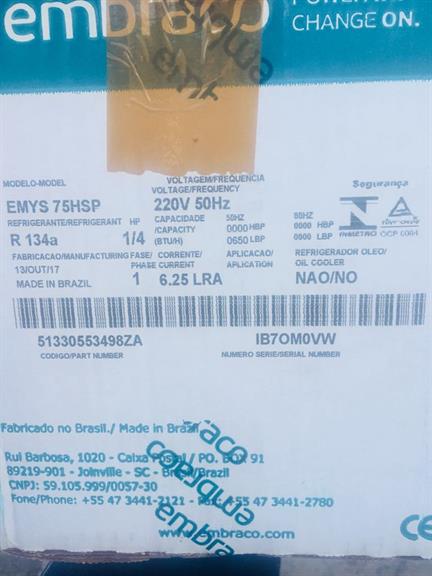 embraco
CHANGE ON.
embraco
MODELO-MODEL
VOLTAGEM/FREQUENCIA
VOLTAGE/FREQUENCY
Segurança
EMYS 75HSP
220V 50Hz
REFRIGERANTE/REFRIGERANT HP
CAPACIDADE 50Hz
60HZ
/CAPACITY 0000 HBP
0000 HBP
R 134a
1/4
(BTU/H) 0650 LBP
0000 LBP
INMETRO
OCP 0004
FABRICACAO/MANUFACTURING FASE/ CORRENTE/ APLICACAO/
REFRIGERADOR OLEO/
13/OUT/17
PHASE CURRENT APLICATION
OIL COOLER
MADE IN BRAZIL
1 6.25 LRA
NAO/NO
51330553498ZA
IB7OM0VW
CODIGO/PART NUMBER
NUMERO SERIE/SERIAL NUMBER
Fabricado no Brasil./ Made in Brazil
Rui Barbosa, 1020 - Caixa Postal / PO. BOX 91
89219-901 - Joinville - SC - Brasil/Brazil
CNPJ: 59.105.999/0057-30
Fone/Phone: +55 47 3441-2121 - Fax: +55 47 3441-2780
www.embraco.com
CE
embraco
embraco